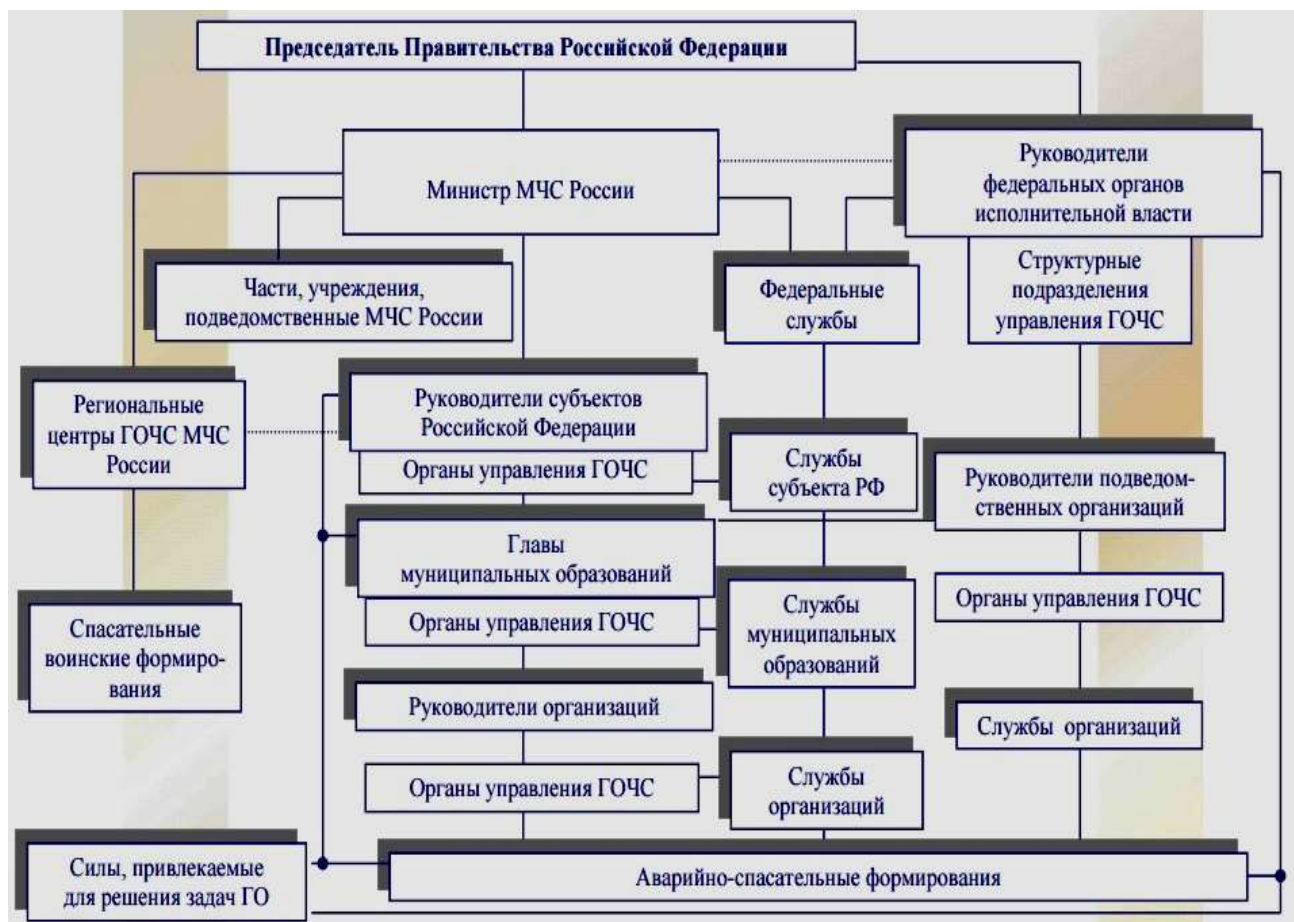 Председатель Правительства Российской Федерации
Министр МЧС России
Руководители
федеральных органов
исполнительной власти
Части, учреждения,
подведомственные МЧС России
Федеральные
службы
Структурные
подразделения
управления ГОЧС
Региональные
центры ГОЧС МЧС
России
Руководители субъектов
Российской Федерации
Органы управления ГОЧС
Службы
субъекта РФ
Руководители подведом-
ственных организаций
Главы
муниципальных образований
Органы управления ГОЧС
Службы
муниципальных
образований
Органы управления ГОЧС
Спасательные
воинские формиро-
вания
Руководители организаций
Службы организаций
Органы управления ГОЧС
Службы
организаций
Силы, привлекаемые
для решения задач ГО
Аварийно-спасательные формирования